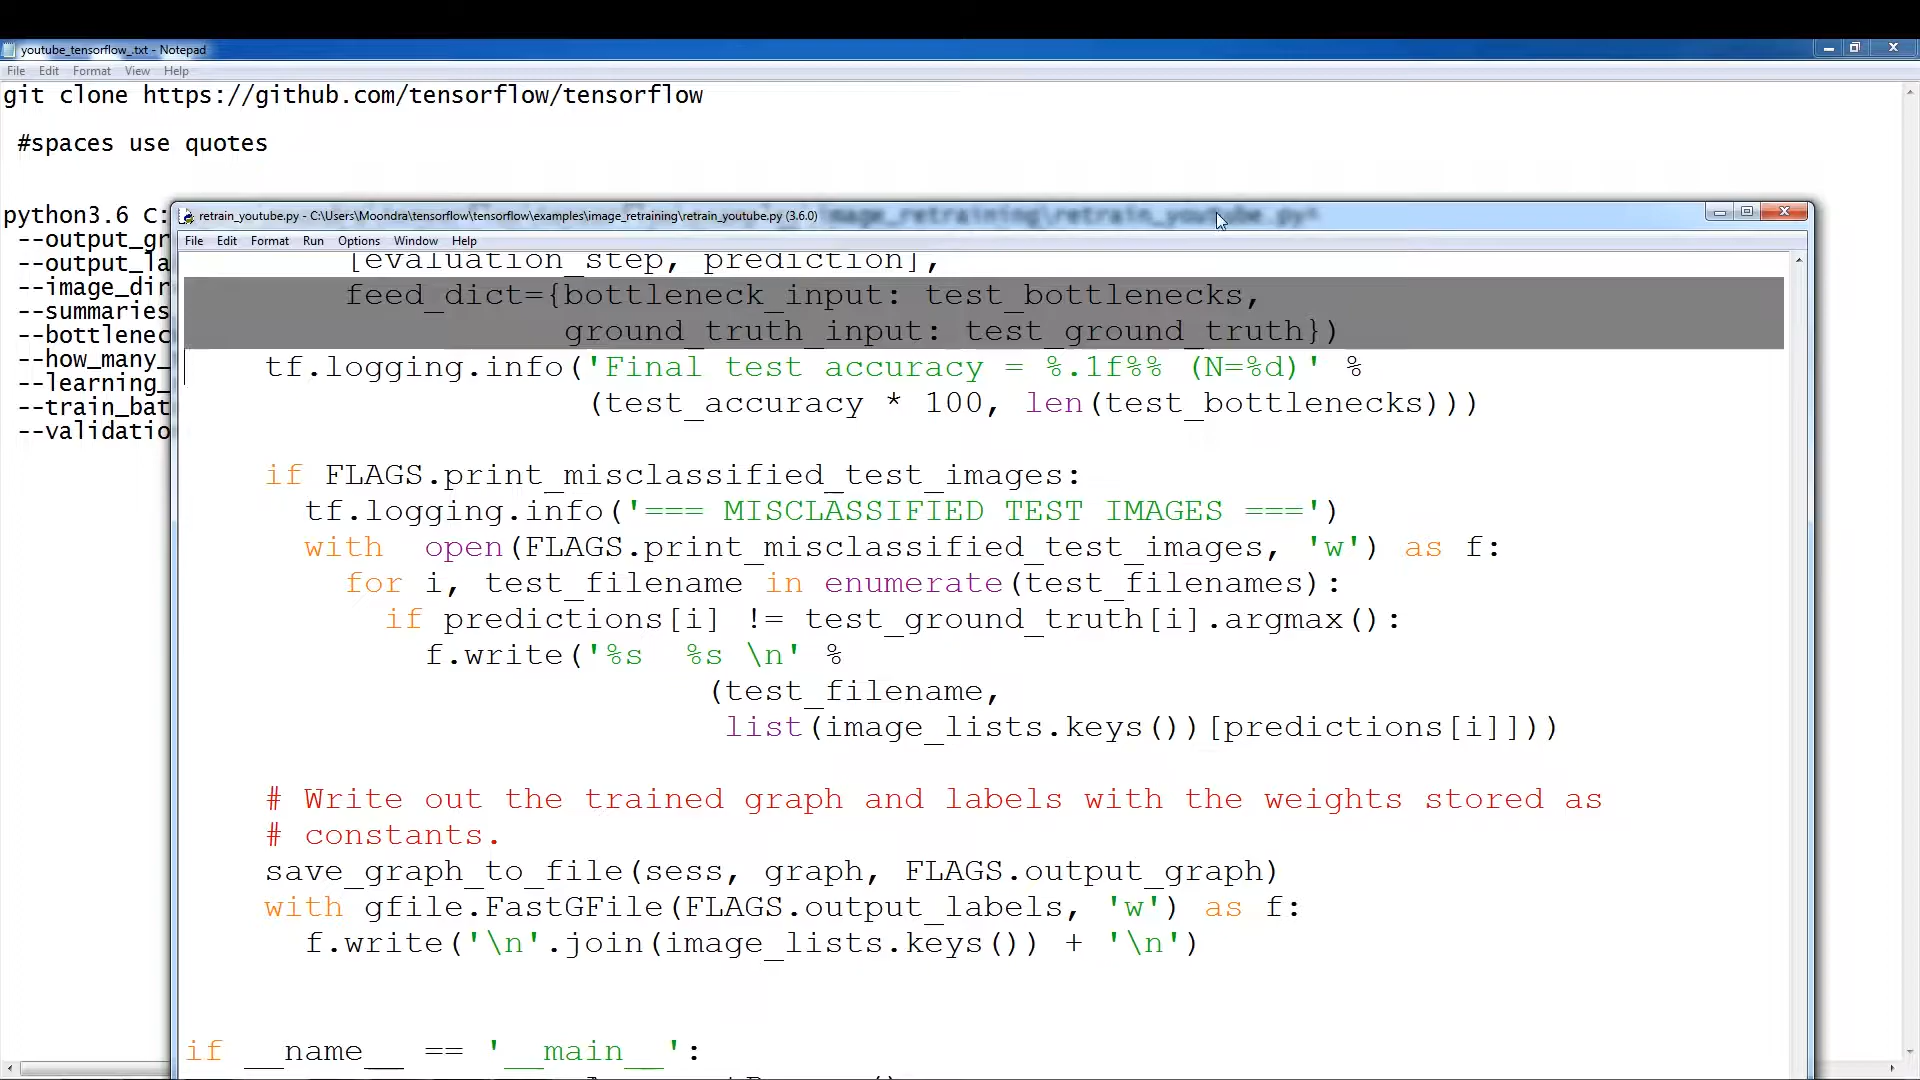 youtube_tensorflow_.txt - Notepad
File Edit Format View Help
git clone https://github.com/tensorflow/tensorflow
#spaces use quotes
python3.6 C:
--output_gr
--output_la
--image_dir
--summaries
--bottlenec
--how_many_
--learning_
--train_bat
--validatio
retrain_youtube.py - C:\Users\Moondra\tensorflow\tensorflow\examples\image_retraining\retrain_youtube.py (3.6.0)
File Edit Format Run Options Window Help
[evaluation_step, prediction],
feed_dict={bottleneck_input: test_bottlenecks,
ground_truth_input: test_ground_truth})
tf.logging.info('Final test accuracy = %.1f%% (N=%d)' %
(test_accuracy * 100, len(test_bottlenecks)))
if FLAGS.print_misclassified_test_images:
tf.logging.info('=== MISCLASSIFIED TEST IMAGES ===')
with  open(FLAGS.print_misclassified_test_images, 'w') as f:
for i, test_filename in enumerate(test_filenames):
if predictions[i] != test_ground_truth[i].argmax():
f.write('%s  %s \n' %
(test_filename,
list(image_lists.keys())[predictions[i]]))
# Write out the trained graph and labels with the weights stored as
# constants.
save_graph_to_file(sess, graph, FLAGS.output_graph)
with gfile.FastGFile(FLAGS.output_labels, 'w') as f:
f.write('\n'.join(image_lists.keys()) + '\n')
if __name__ == '__main__':